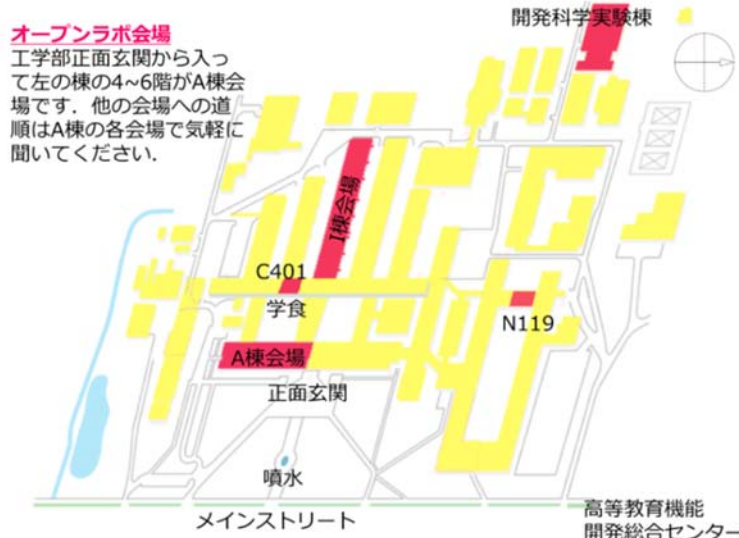 オープンラボ会場
工学部正面玄関から入っ
て左の棟の4~6階がA棟会
場です．他の会場への道
順はA棟の各会場で気軽に
聞いてください．
開発科学実験棟
I棟会場
C401
学食
N119
A棟会場
正面玄関
噴水
メインストリート
高等教育機能
開発総合センター